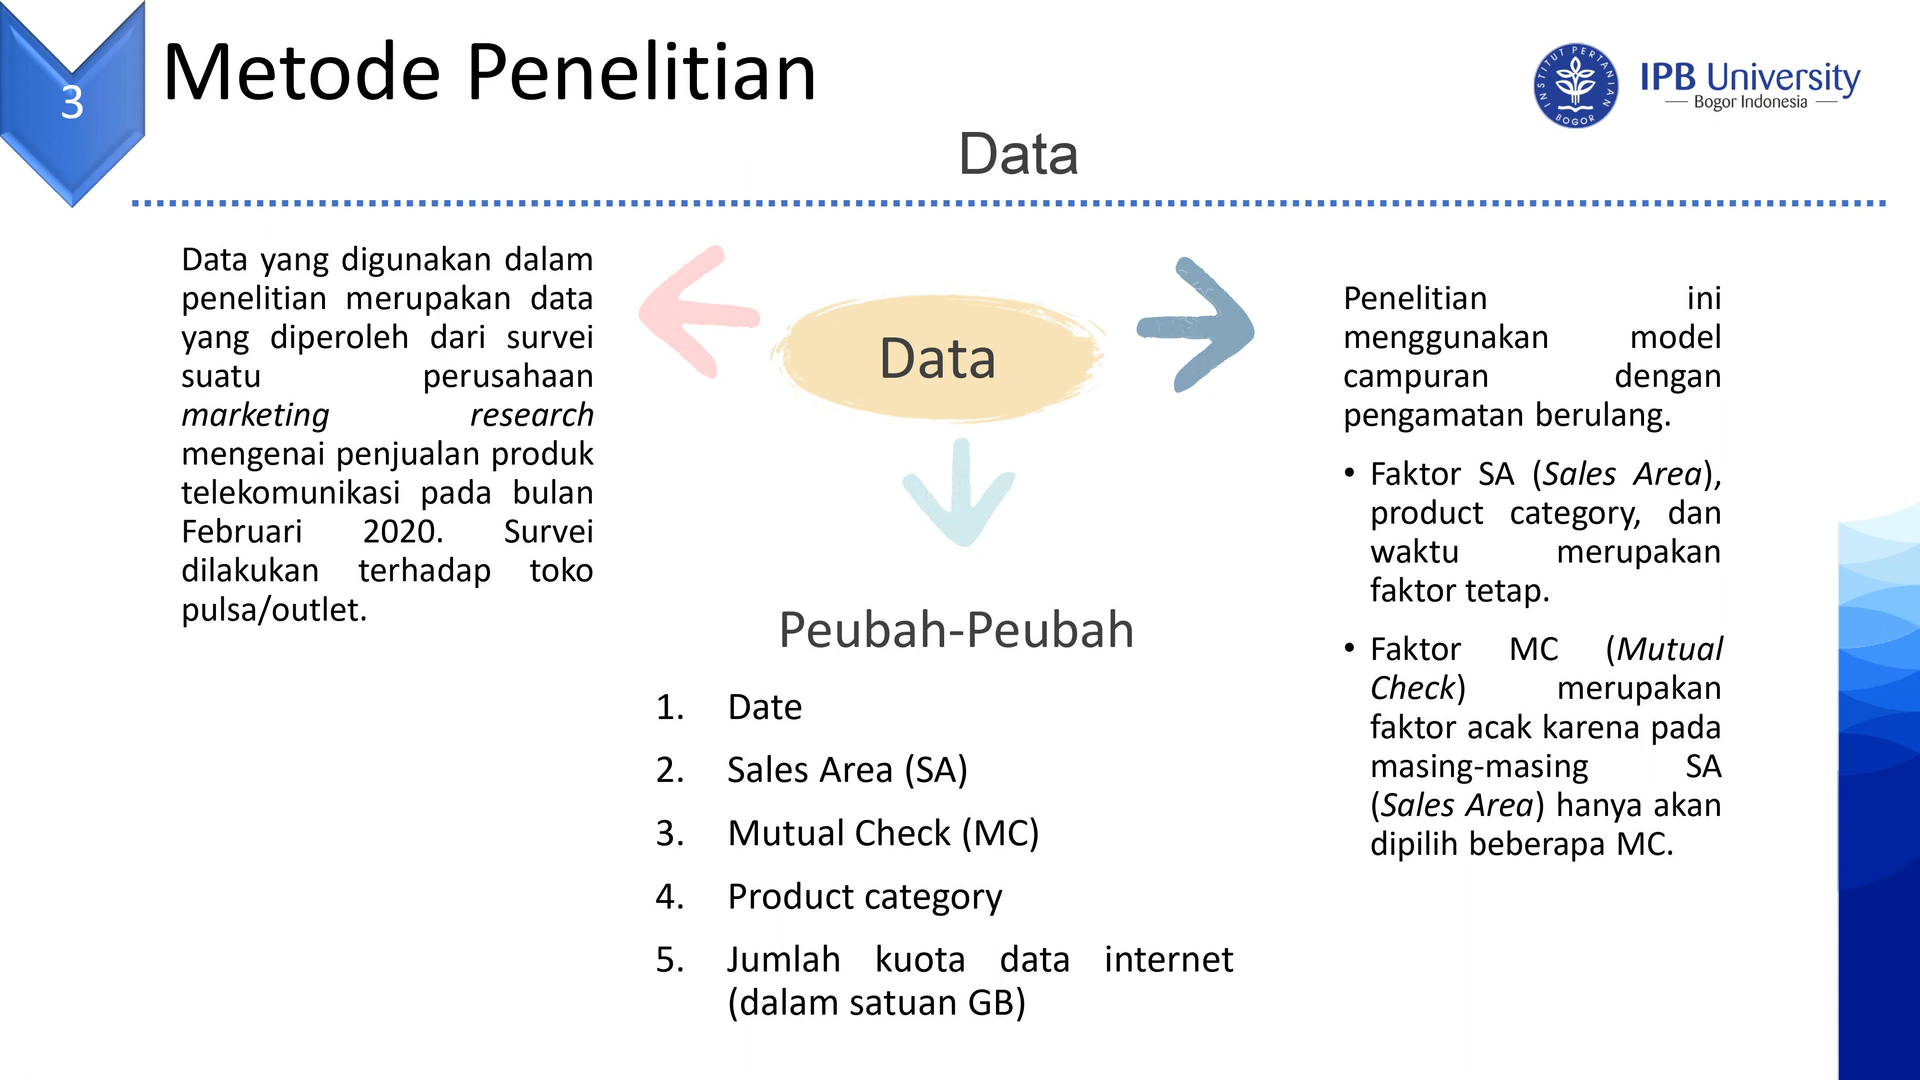 3
Metode Penelitian
INSTITUT PERTANIAN
BOGOR
IPB University
Bogor Indonesia
Data
Data yang digunakan dalam
penelitian merupakan data
yang diperoleh dari survei
suatu perusahaan
marketing research
mengenai penjualan produk
telekomunikasi pada bulan
Februari 2020. Survei
dilakukan terhadap toko
pulsa/outlet.
Data
Peubah-Peubah
1. Date
2. Sales Area (SA)
3. Mutual Check (MC)
4. Product category
5. Jumlah kuota data internet
(dalam satuan GB)
Penelitian ini
menggunakan model
campuran dengan
pengamatan berulang.
• Faktor SA (Sales Area),
product category, dan
waktu merupakan
faktor tetap.
• Faktor MC (Mutual
Check) merupakan
faktor acak karena pada
masing-masing SA
(Sales Area) hanya akan
dipilih beberapa MC.